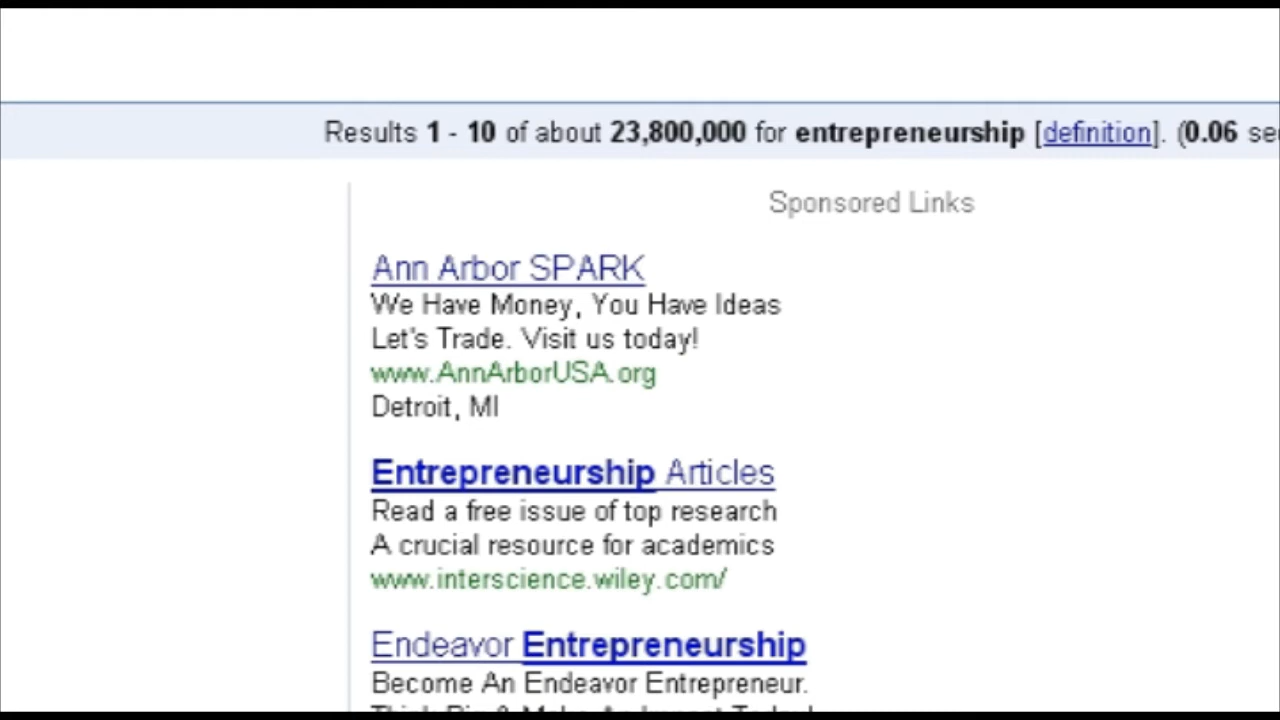 Results 1 - 10 of about 23,800,000 for entrepreneurship [definition]. (0.06
Sponsored Links
Ann Arbor SPARK
We Have Money, You Have Ideas
Let's Trade. Visit us today!
www.AnnArborUSA.org
Detroit, MI
Entrepreneurship Articles
Read a free issue of top research
A crucial resource for academics
www.interscience.wiley.com/
Endeavor Entrepreneurship
Become An Endeavor Entrepreneur.